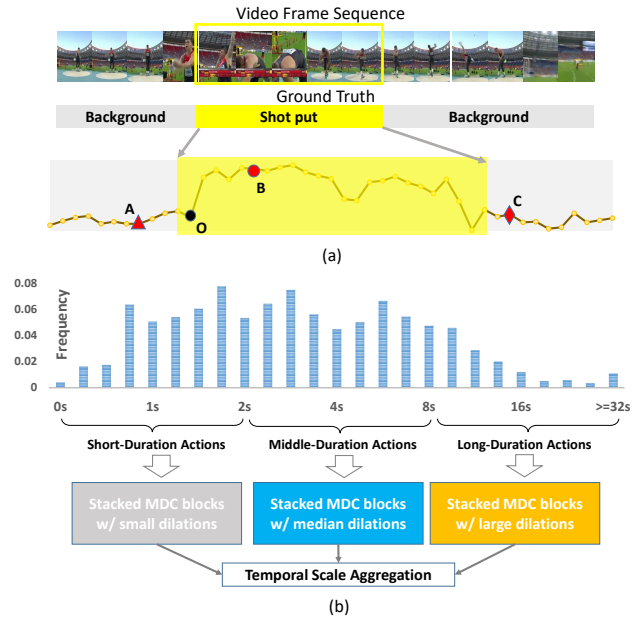 Video Frame Sequence
Ground Truth
Background Shot put Background
A
B
C
O
(a)
0.08
0.06
0.04
0.02
0
Frequency
0s 1s 2s 4s 8s 16s >=32s
Short-Duration Actions Middle-Duration Actions Long-Duration Actions
Stacked MDC blocks Stacked MDC blocks Stacked MDC blocks
w/ small dilations w/ median dilations w/ large dilations
Temporal Scale Aggregation
(b)